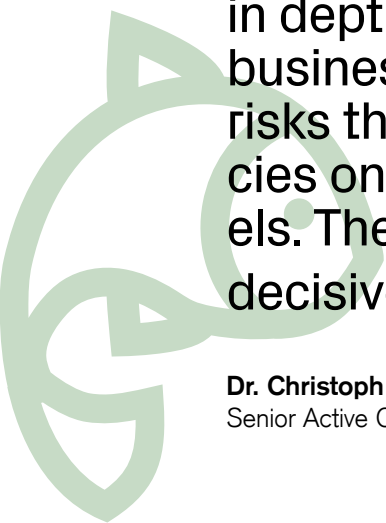 in dept
busines
risks th
cies on
els. The
decisiv
Dr. Christoph
Senior Active